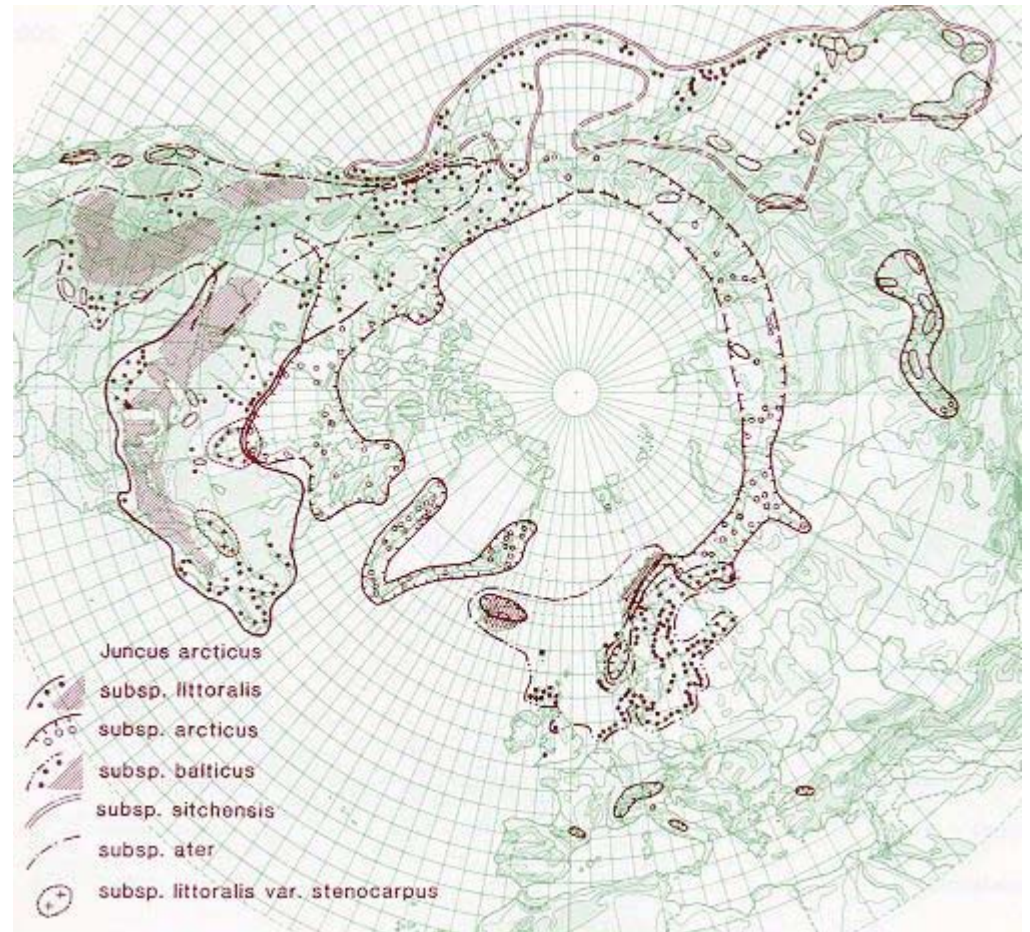 Juncus arcticus
subsp. littoralis
subsp. arcticus
subsp. balticus
subsp. sitchensis
subsp. ater
subsp. littoralis var. stenocarpus